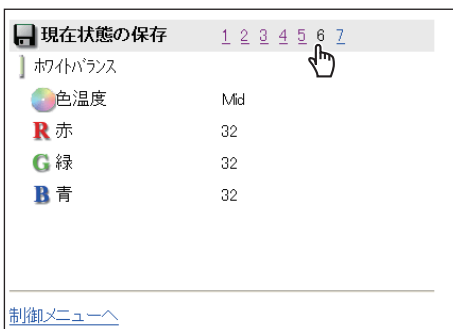 現在状態の保存 1 2 3 4 5 6 7
ﾎﾜｲﾄﾊﾞﾗﾝｽ
色温度 Mid
R 赤 32
G 緑 32
B 青 32
制御メニューへ